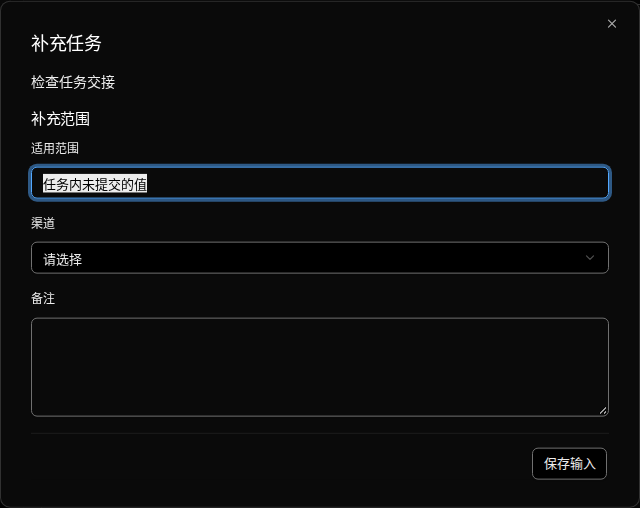 补充任务
检查任务交接
补充范围
适用范围
任务内未提交的值
渠道
请选择
备注
保存输入